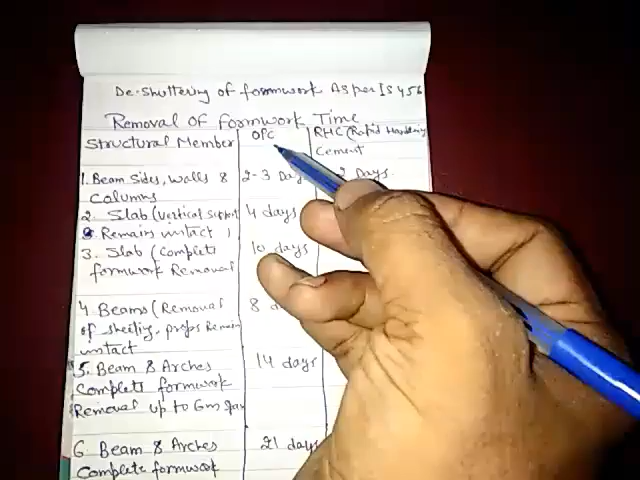 De-Shuttering of formwork As per IS 456
Removal of Formwork Time
Structural Member OPC RHC (Rapid Hardening Cement
1. Beam Sides, Walls & columns 2-3 Days 2 Days.
2. Slab (vertical support Remains intact) 4 days
3. Slab (complete formwork Removal 10 days
4 Beams (Removal of sheeting, props Remain intact 8 d
5. Beam & Arches Complete formwork Removal up to 6m span 14 days
6. Beam & Arches Complete formwork 21 days